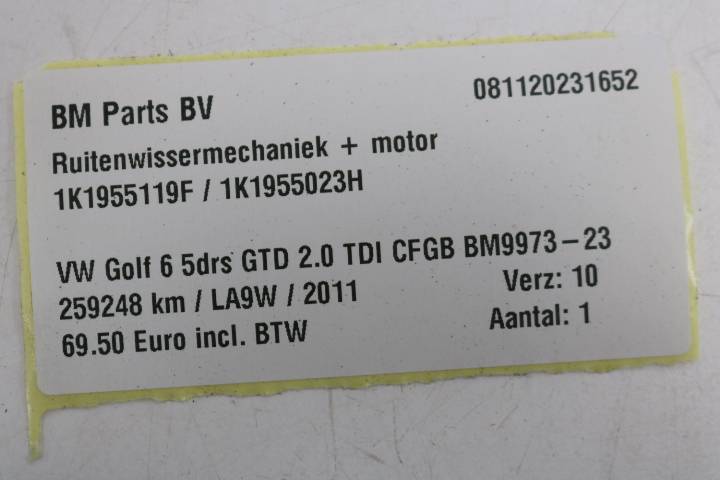 BM Parts BV 081120231652
Ruitenwissermechaniek + motor
1K1955119F / 1K1955023H
VW Golf 6 5drs GTD 2.0 TDI CFGB BM9973-23
259248 km / LA9W / 2011 Verz: 10
69.50 Euro incl. BTW Aantal: 1